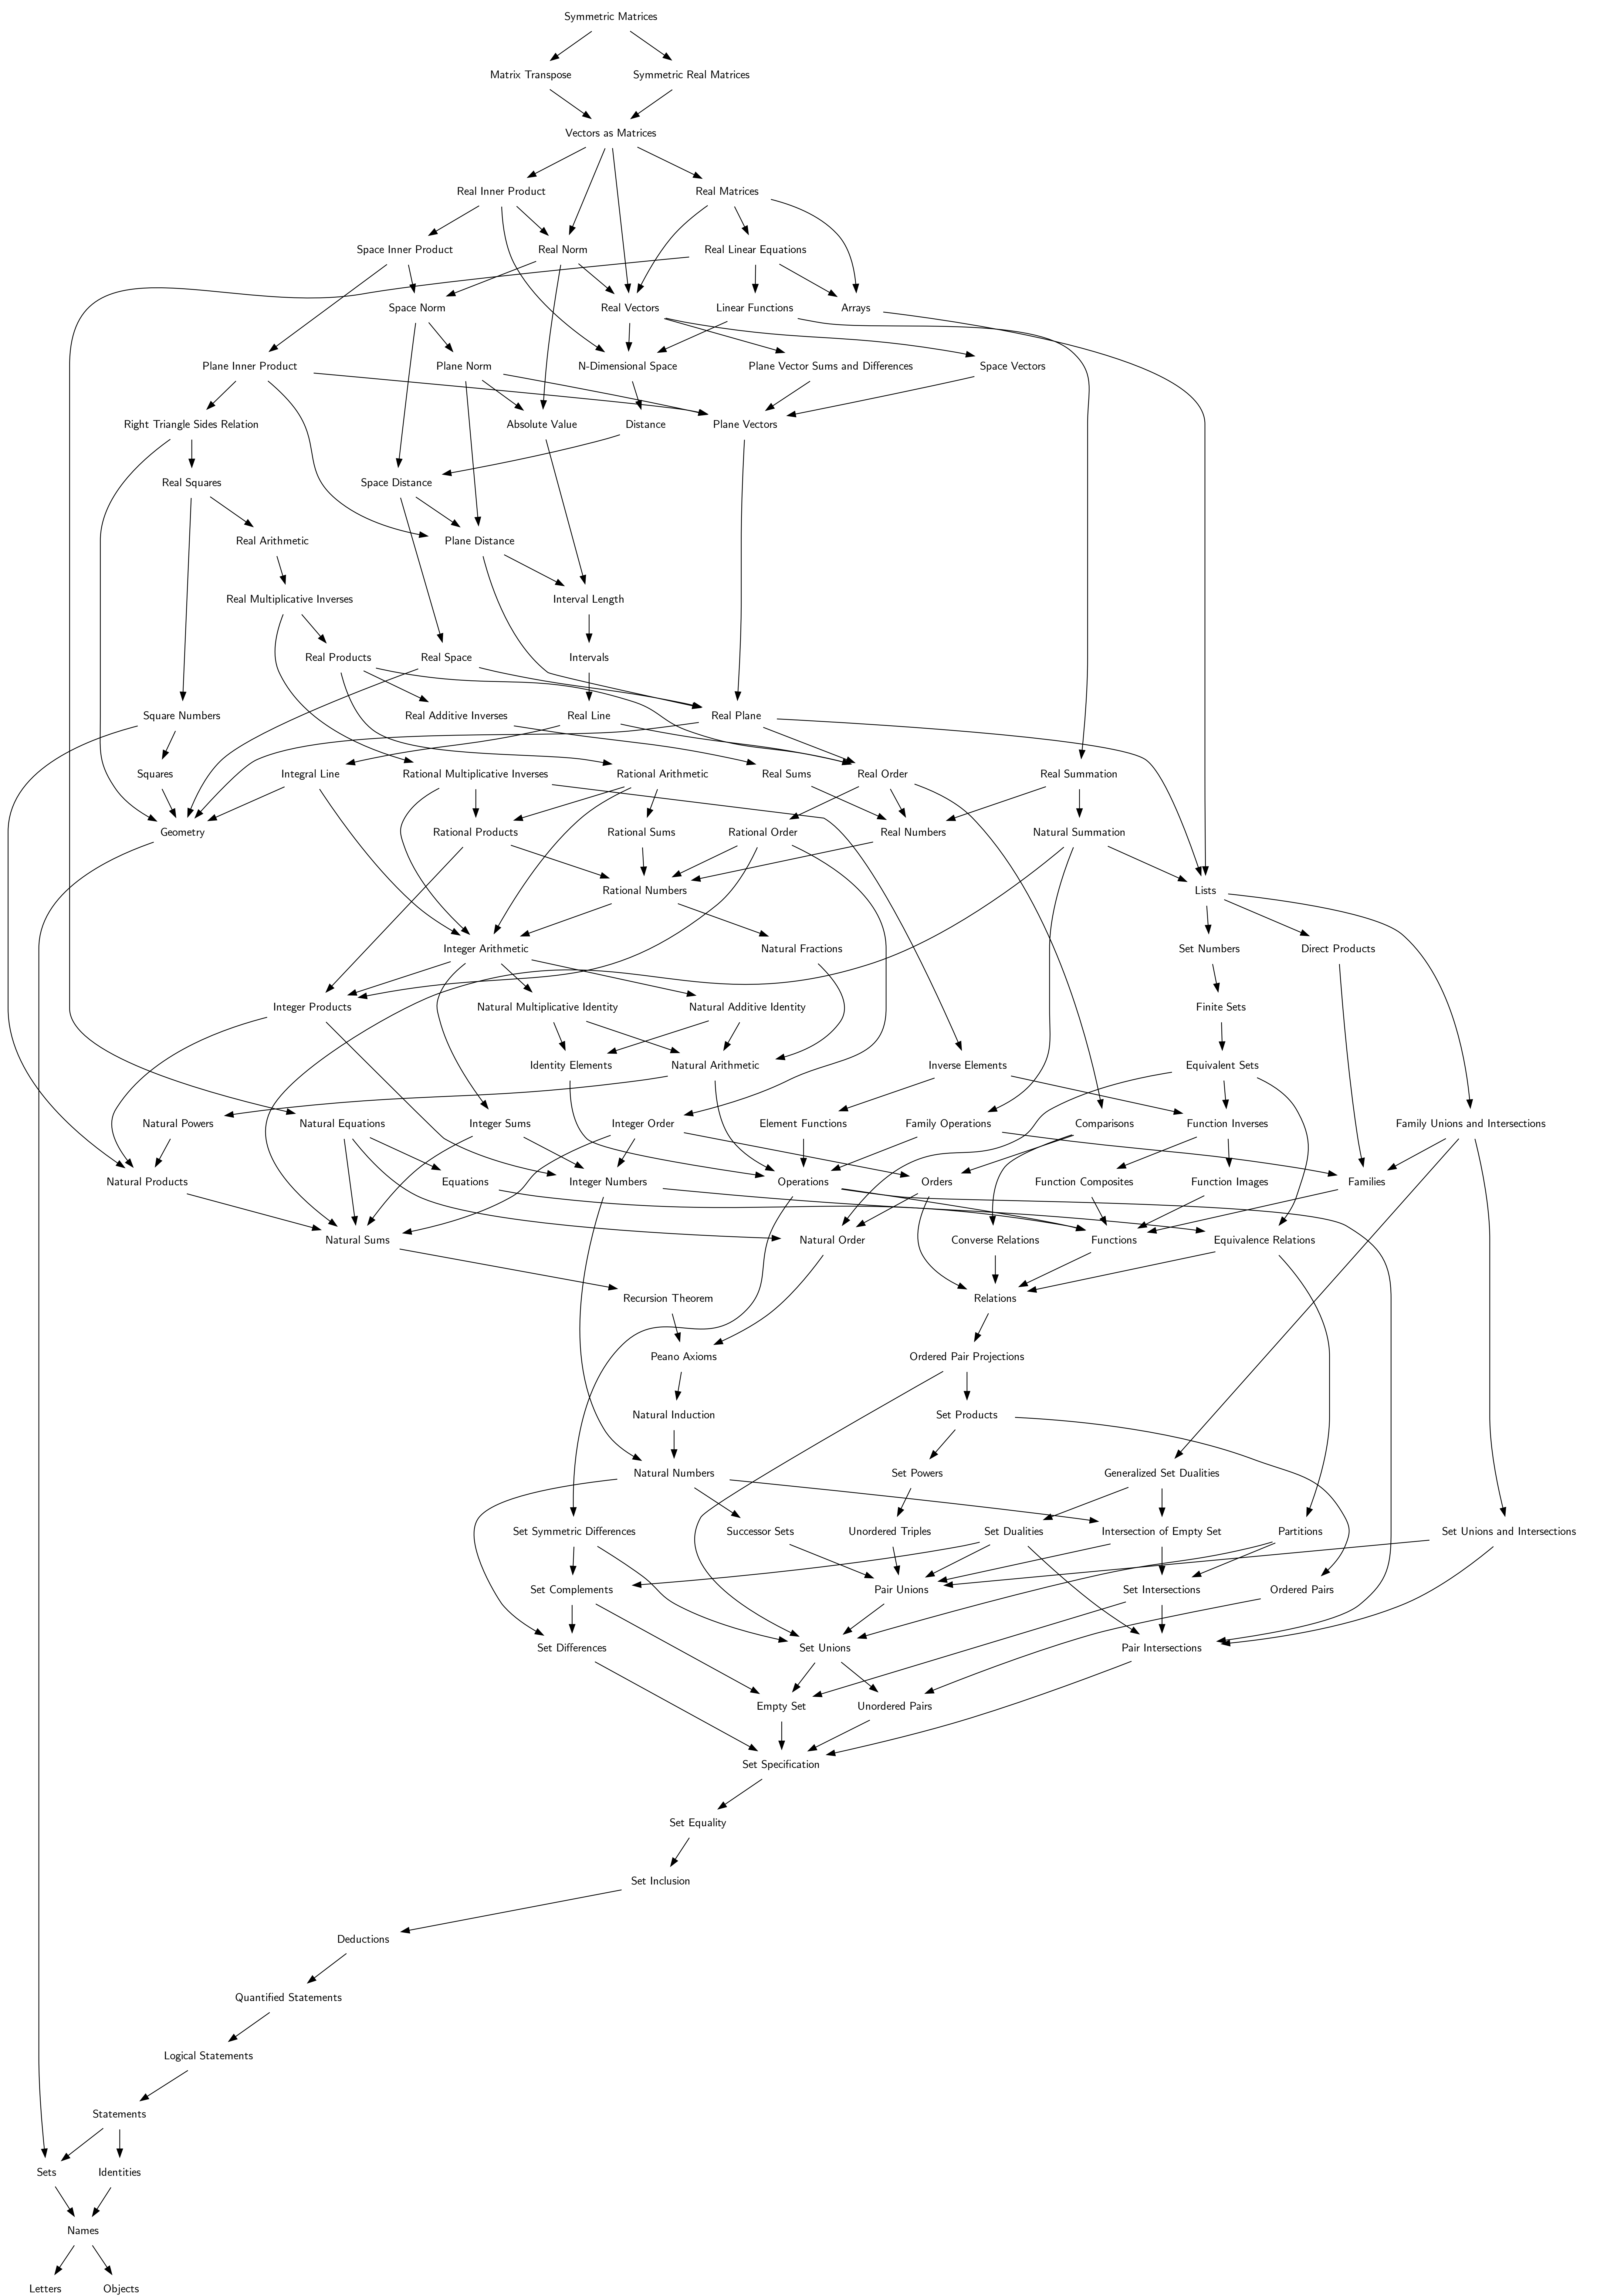 Symmetric Matrices
Matrix Transpose
Symmetric Real Matrices
Vectors as Matrices
Real Inner Product
Real Matrices
Space Inner Product
Real Norm
Real Linear Equations
Space Norm
Real Vectors
Linear Functions
Arrays
Plane Inner Product
Plane Norm
N-Dimensional Space
Plane Vector Sums and Differences
Space Vectors
Right Triangle Sides Relation
Absolute Value
Distance
Plane Vectors
Real Squares
Space Distance
Real Arithmetic
Plane Distance
Real Multiplicative Inverses
Interval Length
Real Products
Real Space
Intervals
Square Numbers
Real Additive Inverses
Real Line
Real Plane
Squares
Integral Line
Rational Multiplicative Inverses
Rational Arithmetic
Real Sums
Real Order
Real Summation
Geometry
Rational Products
Rational Sums
Rational Order
Real Numbers
Natural Summation
Rational Numbers
Lists
Integer Arithmetic
Natural Fractions
Set Numbers
Direct Products
Integer Products
Natural Multiplicative Identity
Natural Additive Identity
Finite Sets
Identity Elements
Natural Arithmetic
Inverse Elements
Equivalent Sets
Natural Powers
Natural Equations
Integer Sums
Integer Order
Element Functions
Family Operations
Comparisons
Function Inverses
Family Unions and Intersections
Natural Products
Equations
Integer Numbers
Operations
Orders
Function Composites
Function Images
Families
Natural Sums
Natural Order
Converse Relations
Functions
Equivalence Relations
Recursion Theorem
Relations
Peano Axioms
Ordered Pair Projections
Natural Induction
Set Products
Natural Numbers
Set Powers
Generalized Set Dualities
Set Symmetric Differences
Successor Sets
Unordered Triples
Set Dualities
Intersection of Empty Set
Partitions
Set Unions and Intersections
Set Complements
Pair Unions
Set Intersections
Ordered Pairs
Set Differences
Set Unions
Pair Intersections
Empty Set
Unordered Pairs
Set Specification
Set Equality
Set Inclusion
Deductions
Quantified Statements
Logical Statements
Statements
Sets
Identities
Names
Letters
Objects